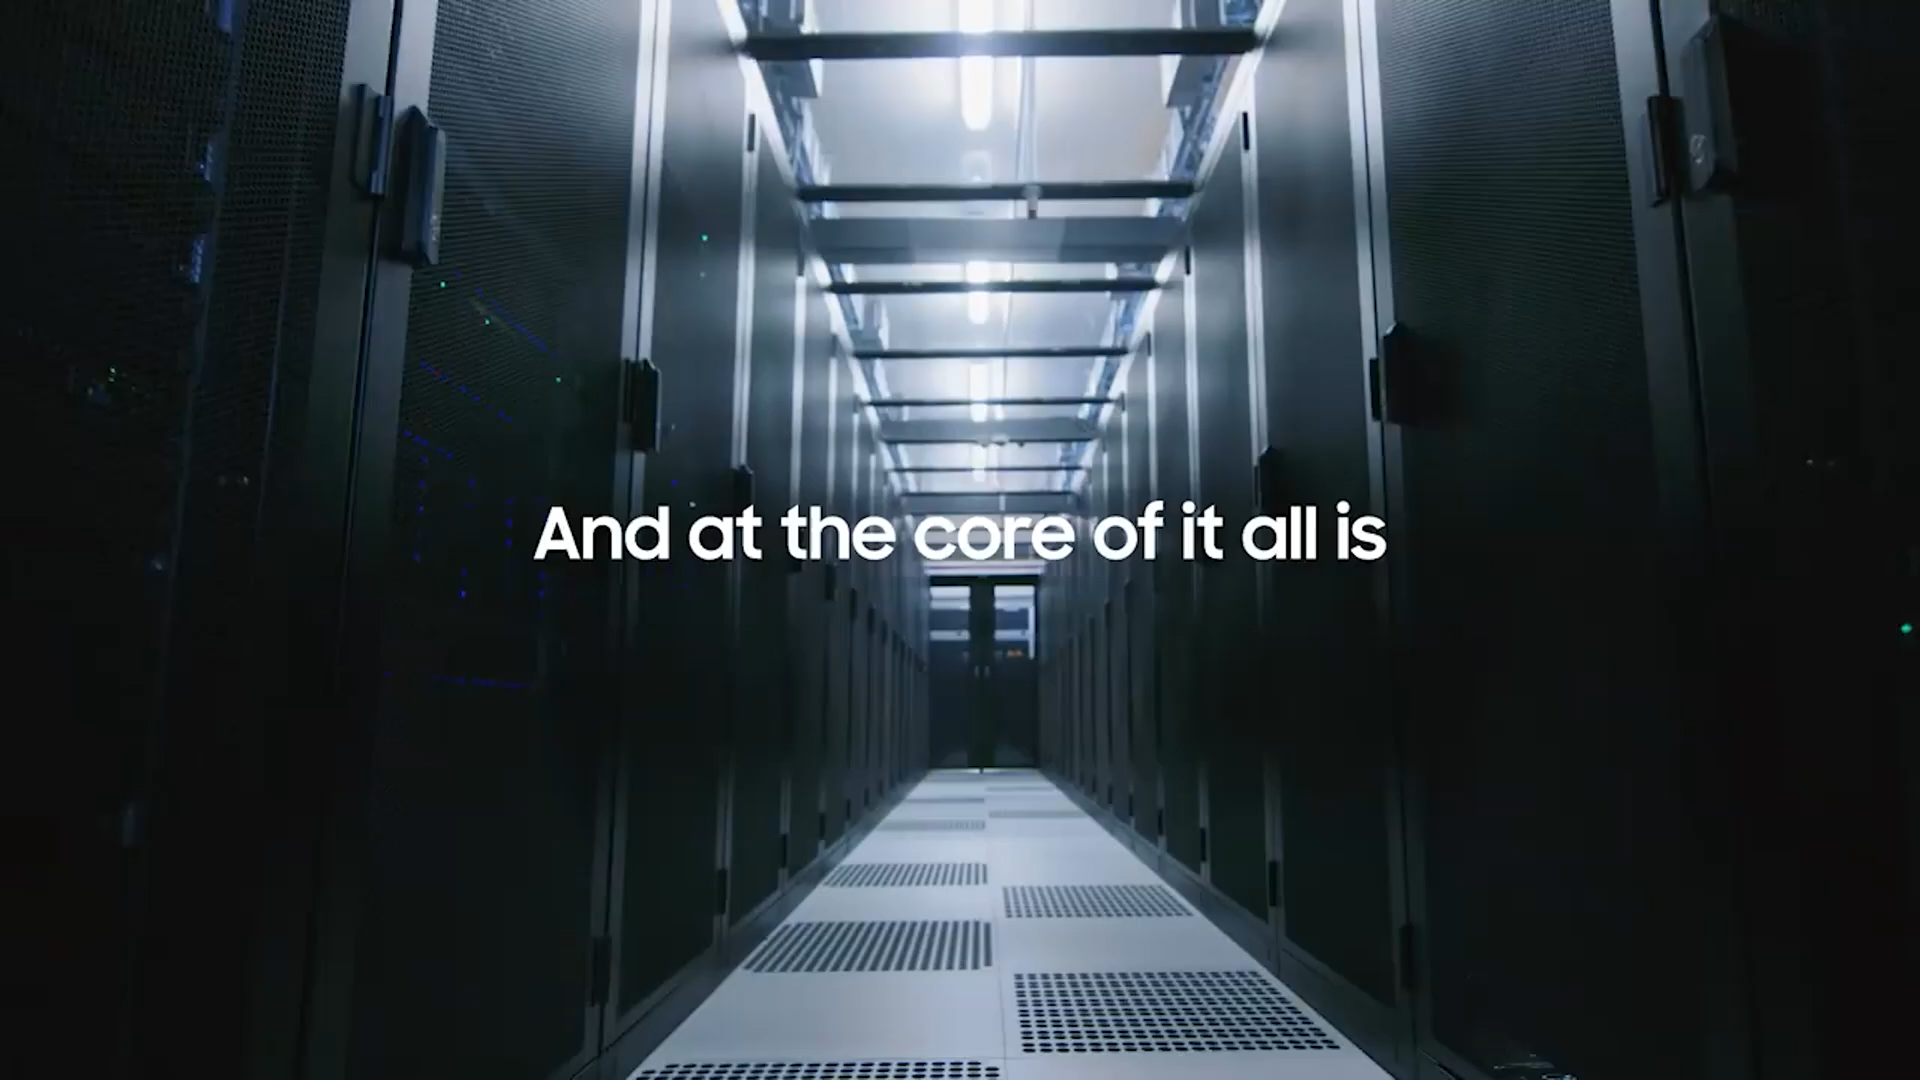 And at the core of it all is